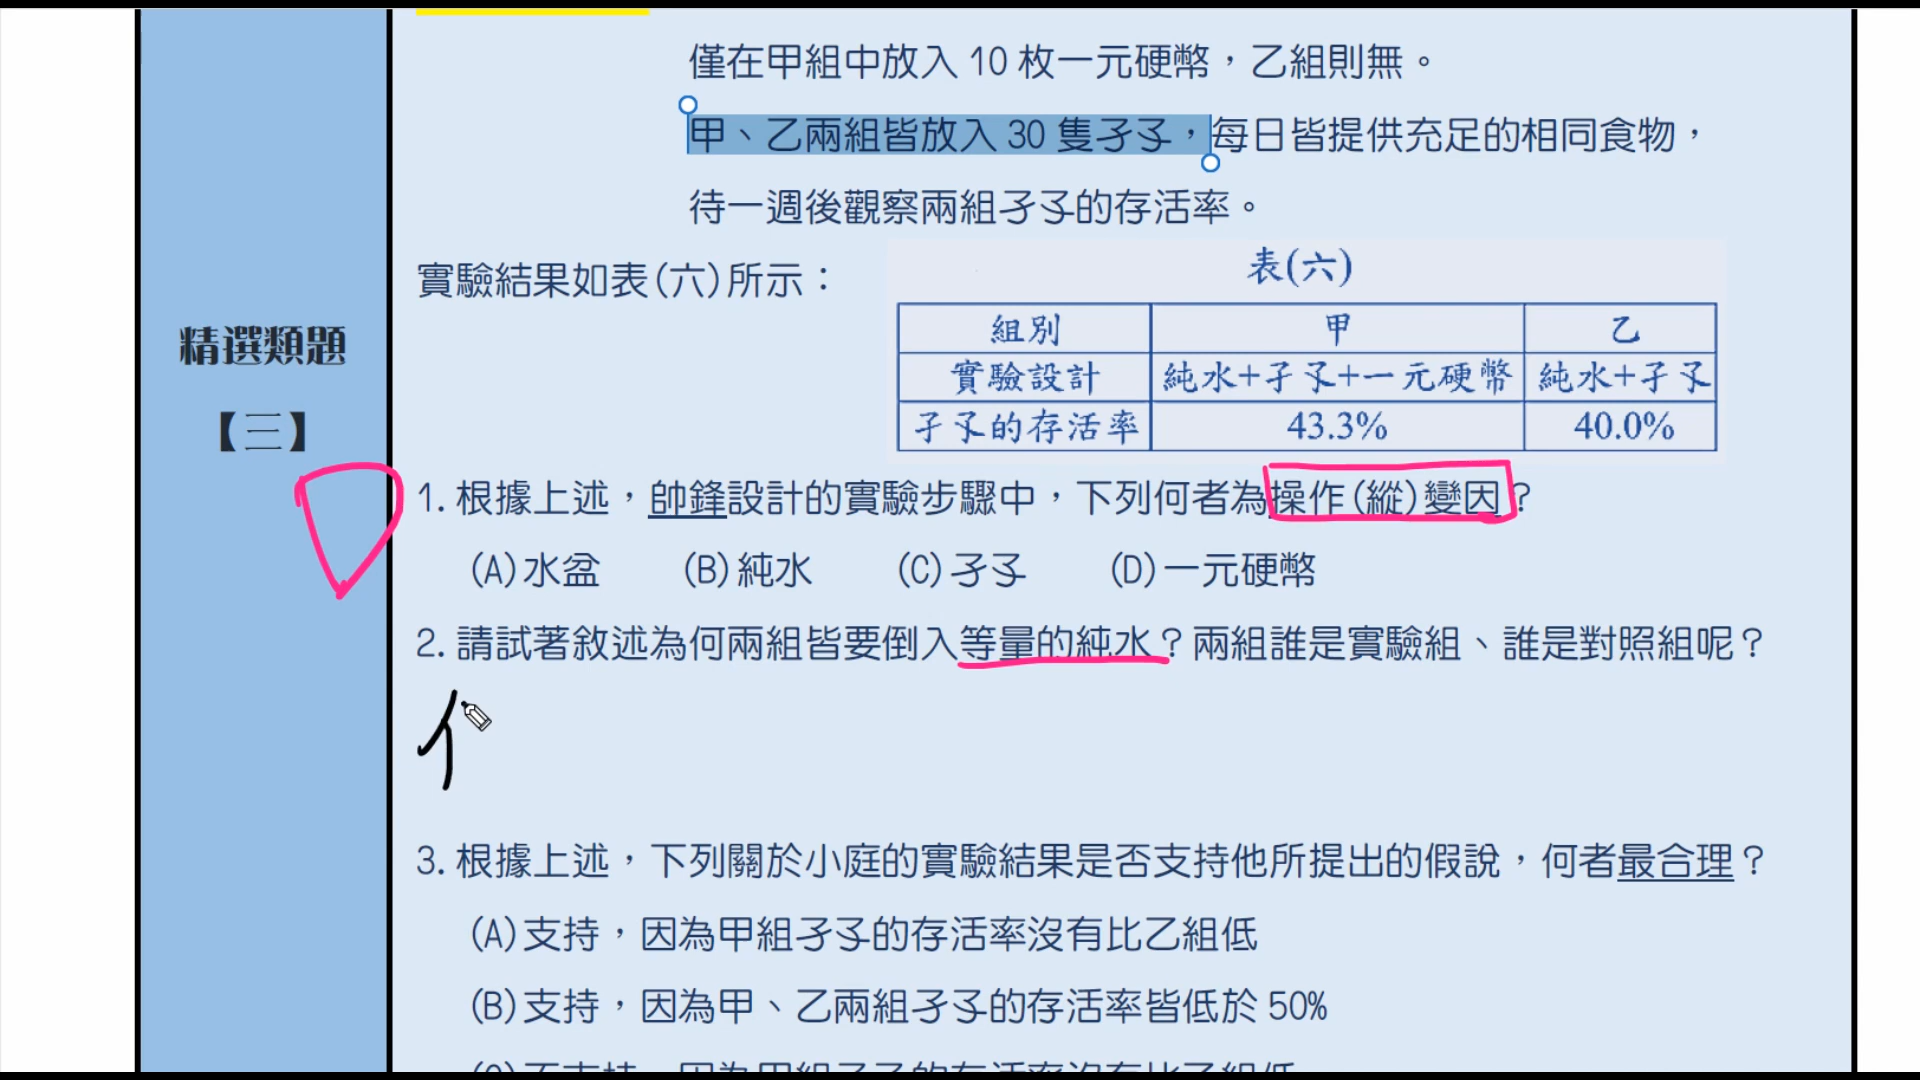 僅在甲組中放入 10 枚一元硬幣，乙組則無。
甲、乙兩組皆放入 30 隻孑孓，每日皆提供充足的相同食物，
待一週後觀察兩組孑孓的存活率。
實驗結果如表(六)所示：
表(六)
組別 甲 乙
實驗設計 純水+孑孓+一元硬幣 純水+孑孓
孑孓的存活率 43.3% 40.0%
精選類題
【三】
1. 根據上述，帥鋒設計的實驗步驟中，下列何者為操作(縱)變因？
(A)水盆 (B)純水 (C)孑孓 (D)一元硬幣
2. 請試著敘述為何兩組皆要倒入等量的純水？兩組誰是實驗組、誰是對照組呢？
3. 根據上述，下列關於小庭的實驗結果是否支持他所提出的假說，何者最合理？
(A)支持，因為甲組孑孓的存活率沒有比乙組低
(B)支持，因為甲、乙兩組孑孓的存活率皆低於 50%